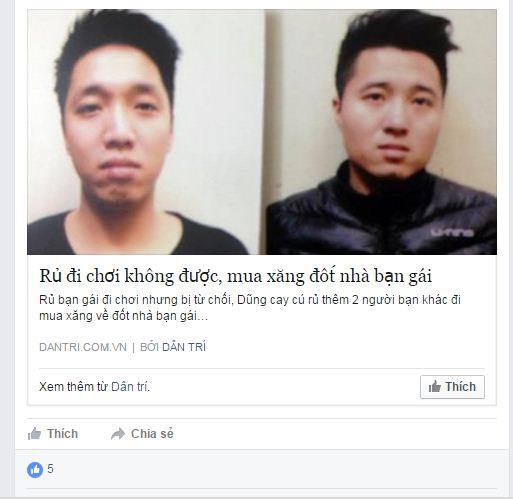 LI-NING
Rủ đi chơi không được, mua xăng đốt nhà bạn gái
Rủ bạn gái đi chơi nhưng bị từ chối, Dũng cay cú rủ thêm 2 người bạn khác đi
mua xăng về đốt nhà bạn gái...
DANTRI.COM.VN | BỞI DÂN TRÍ
Xem thêm từ Dân trí.
Thích
Thích
Chia sẻ
5